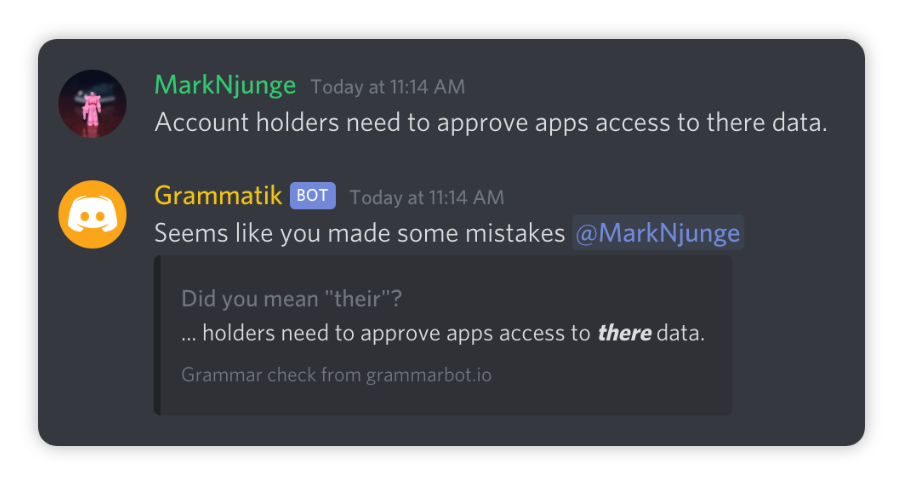 MarkNjunge Today at 11:14 AM
Account holders need to approve apps access to there data.
Grammatik BOT Today at 11:14 AM
Seems like you made some mistakes @MarkNjunge
Did you mean "their"?
... holders need to approve apps access to there data.
Grammar check from grammarbot.io